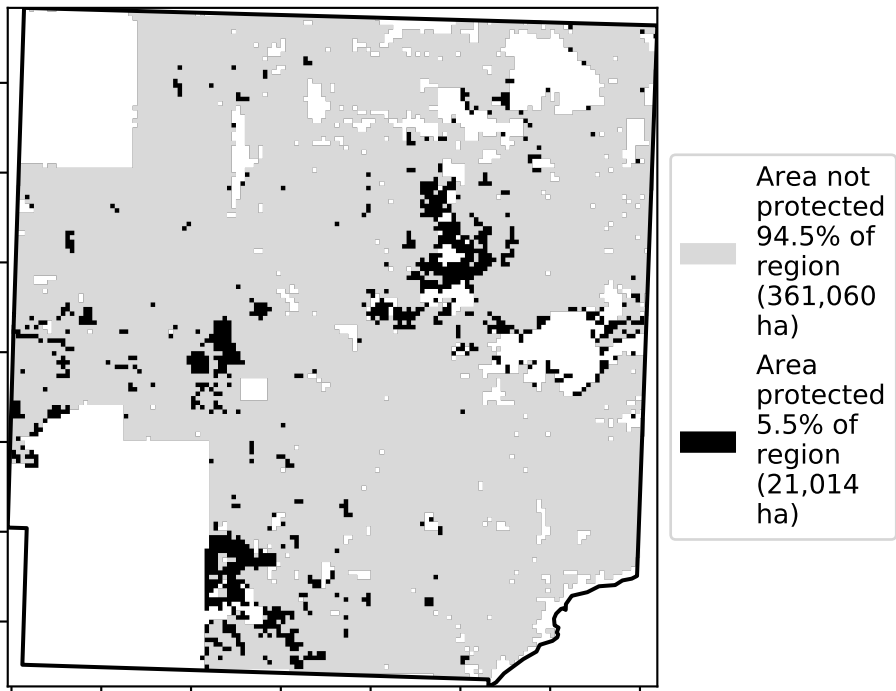 Area not
protected
94.5% of
region
(361,060
ha)
Area
protected
5.5% of
region
(21,014
ha)